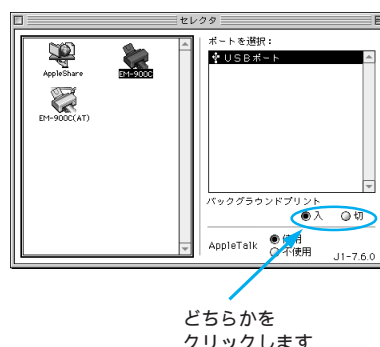 セレクタ
AppleShare
EM-900C
EM-900C(AT)
ポートを選択：
USBポート
バックグラウンドプリント
入 切
AppleTalk
使用
不使用
J1-7.6.0
どちらかを
クリックします